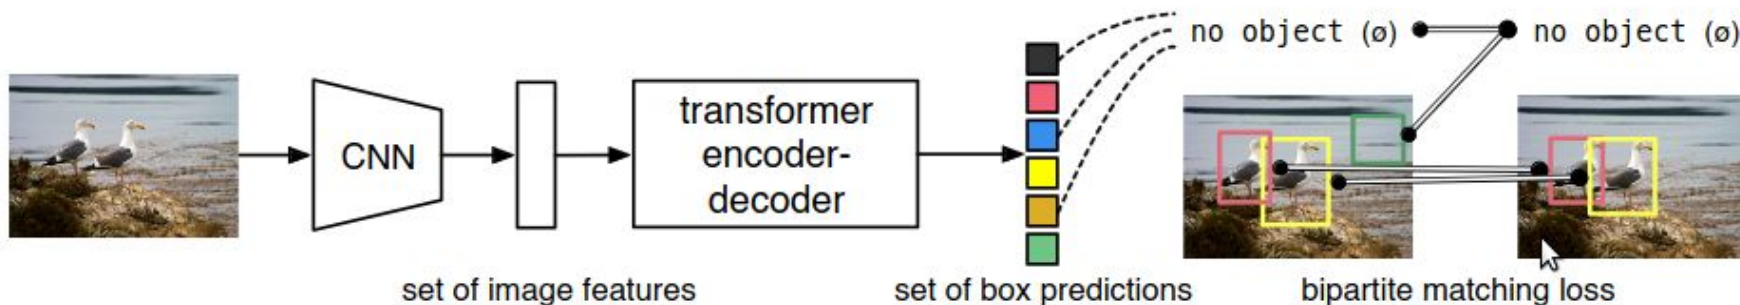 no object (ø)
no object (ø)
CNN
transformer
encoder-
decoder
set of image features
set of box predictions
bipartite matching loss